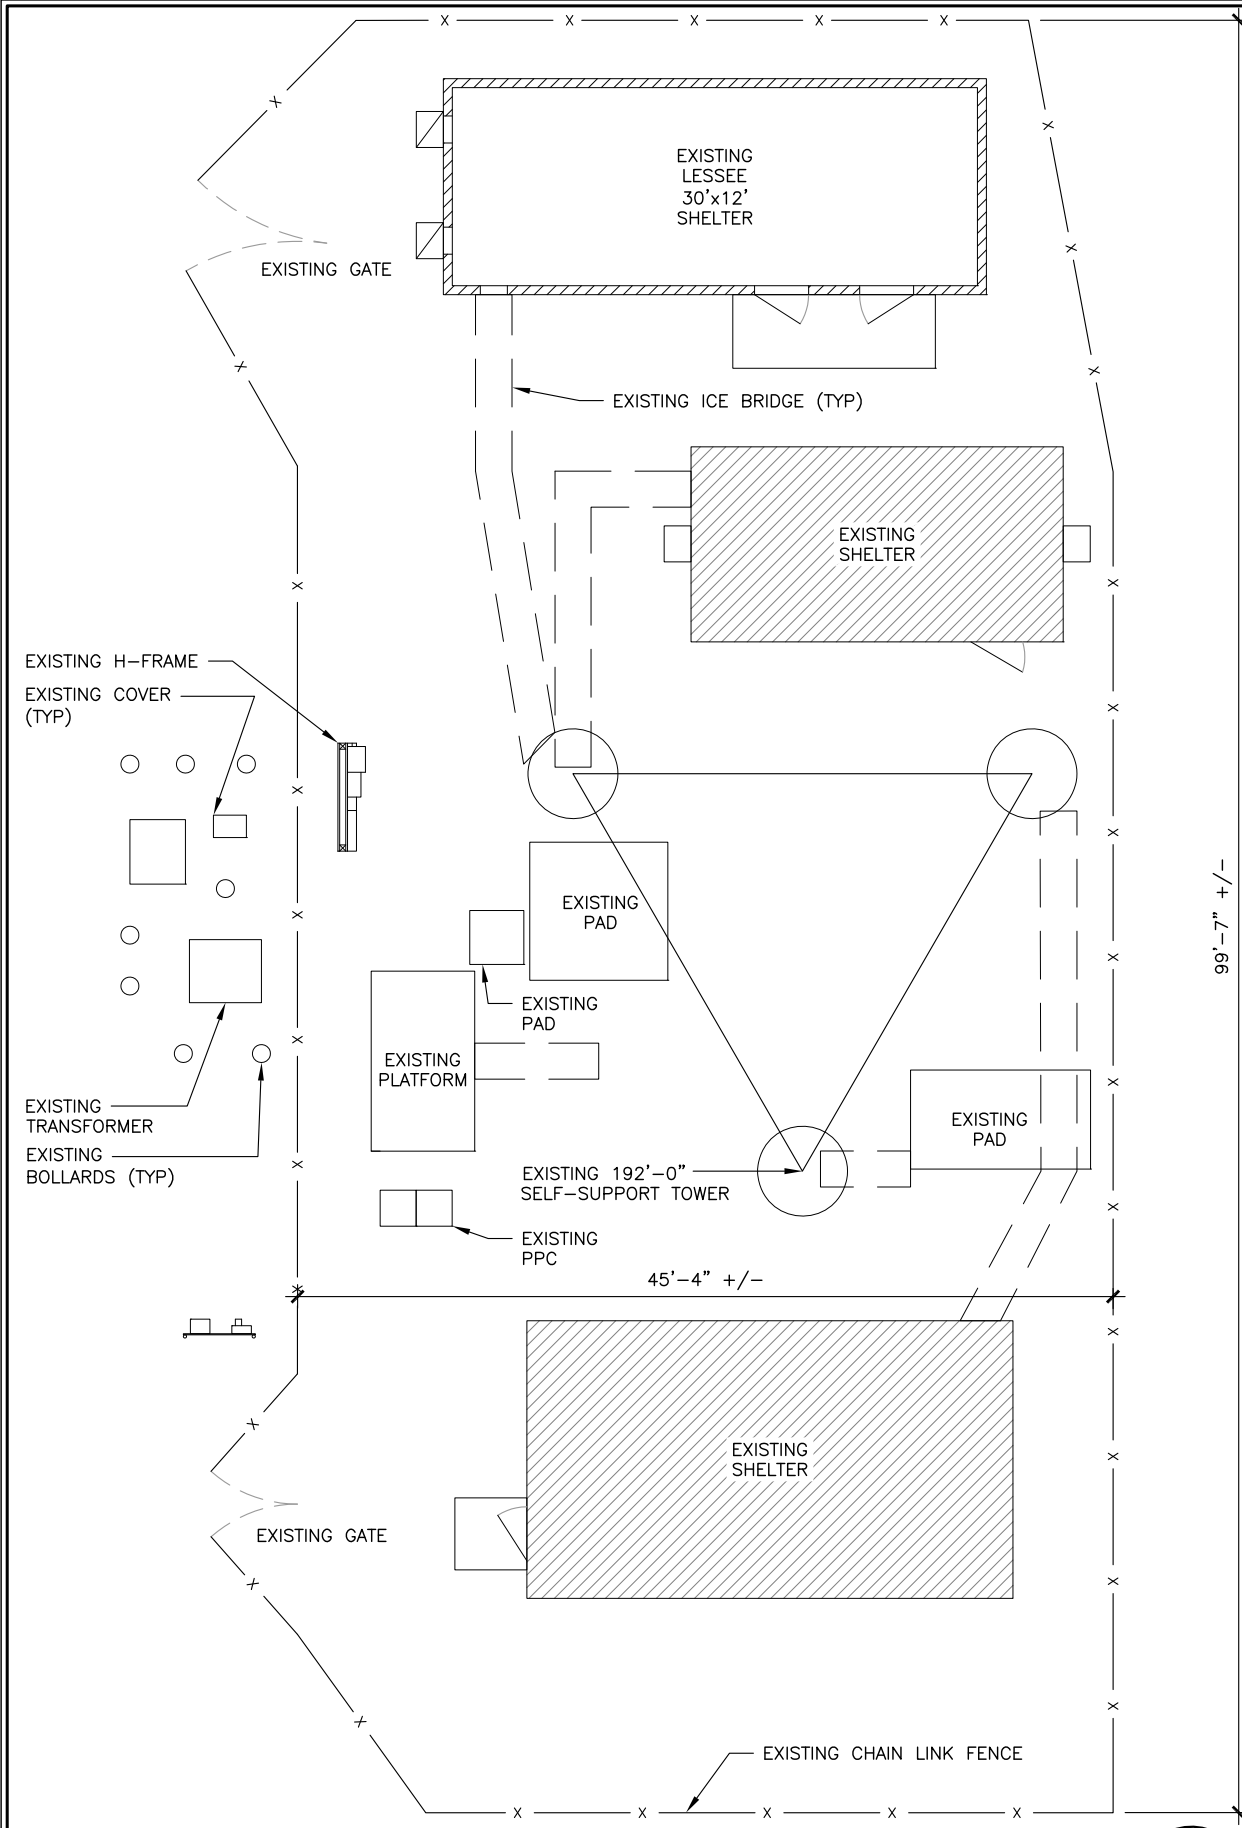 EXISTING
LESSEE
30'x12'
SHELTER
EXISTING GATE
EXISTING ICE BRIDGE (TYP)
EXISTING
SHELTER
EXISTING H-FRAME
EXISTING COVER
(TYP)
EXISTING
PAD
99'-7" +/-
EXISTING
PAD
EXISTING
PLATFORM
EXISTING
TRANSFORMER
EXISTING
PAD
EXISTING
BOLLARDS (TYP)
EXISTING 192'-0"
SELF-SUPPORT TOWER
EXISTING
PPC
45'-4" +/-
EXISTING
SHELTER
EXISTING GATE
EXISTING CHAIN LINK FENCE